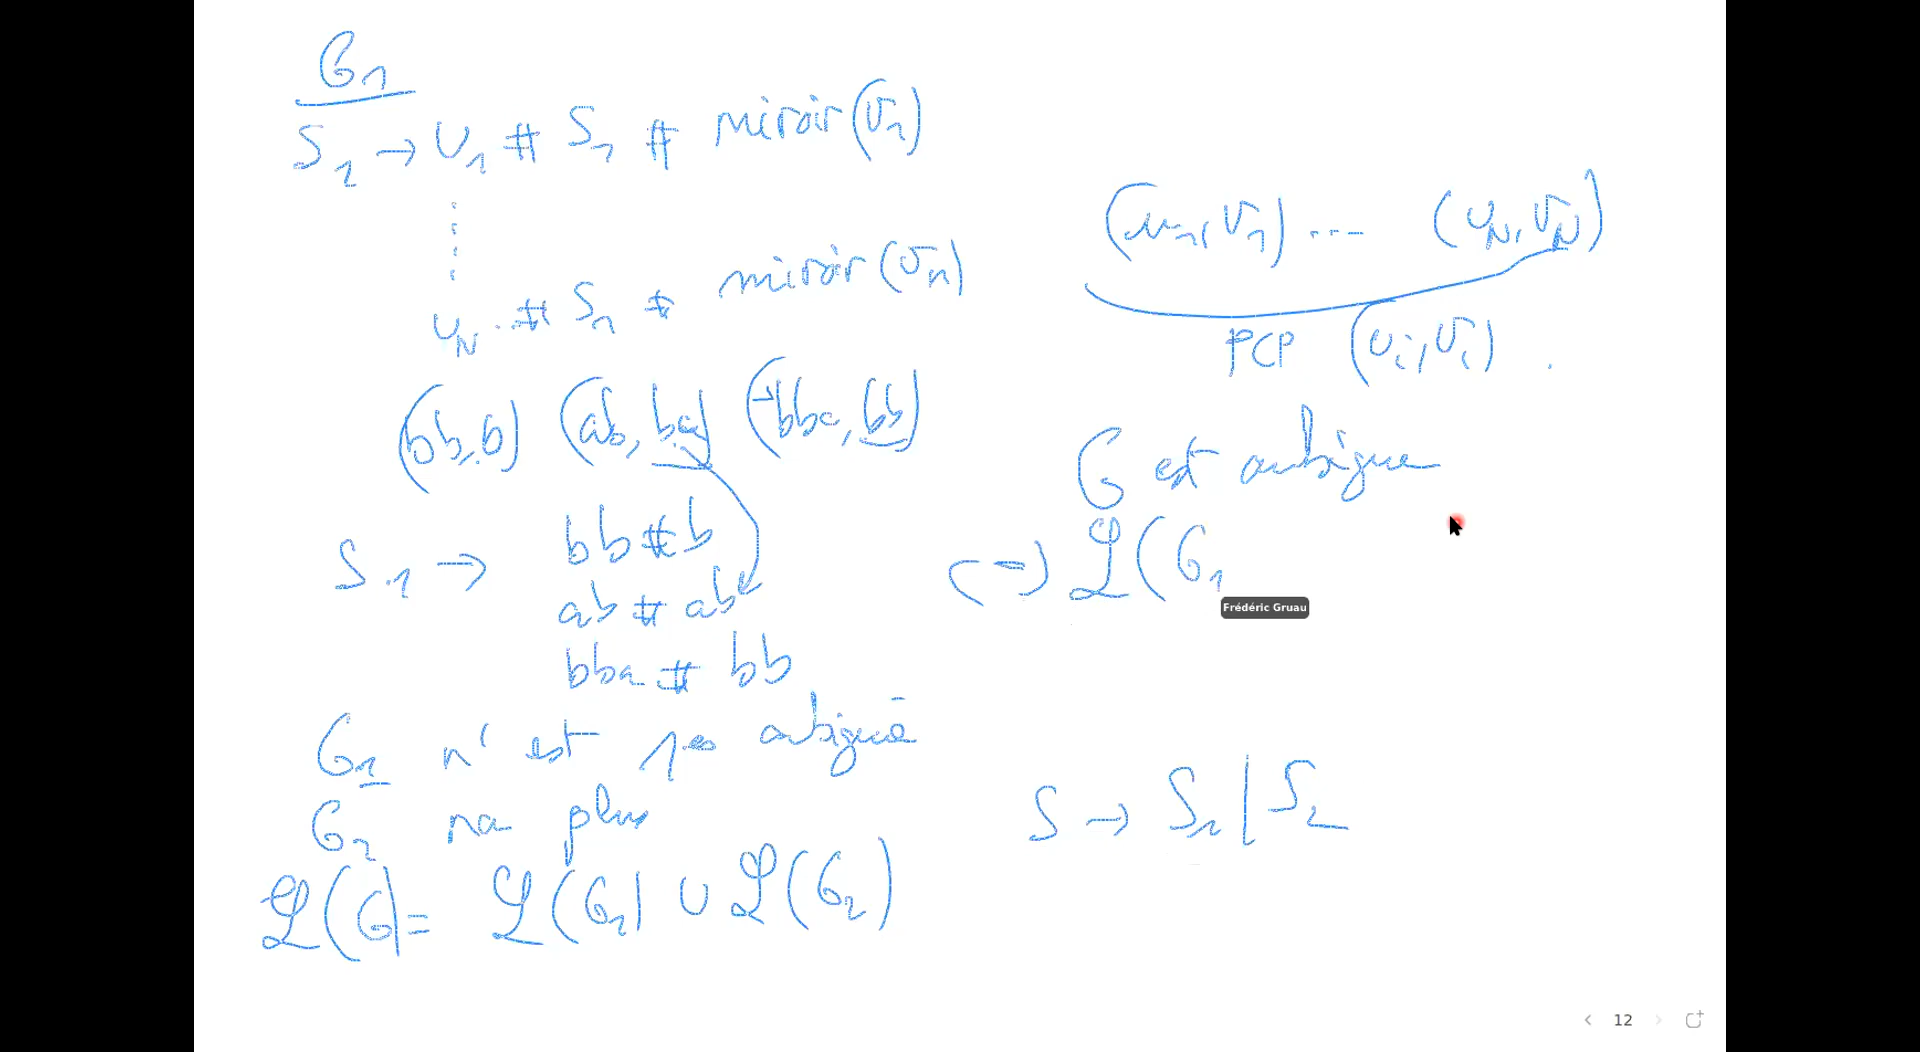 G1
S1 → U1 # S1 # miroir(V1)
UN # S1 # miroir(Vn)
(bb, b) (ab, ba) (bba, bb)
S1 → bb # b
ab # ab
bba # bb
G1 n'est pas ambiguë
G2 non plus
L(G) = L(G1) ∪ L(G2)
(u1, V1) ... (uN, VN)
PCP (ui, Vi)
G est ambigue
(=) L(G1
Frédéric Gruau
S → S1 | S2
12